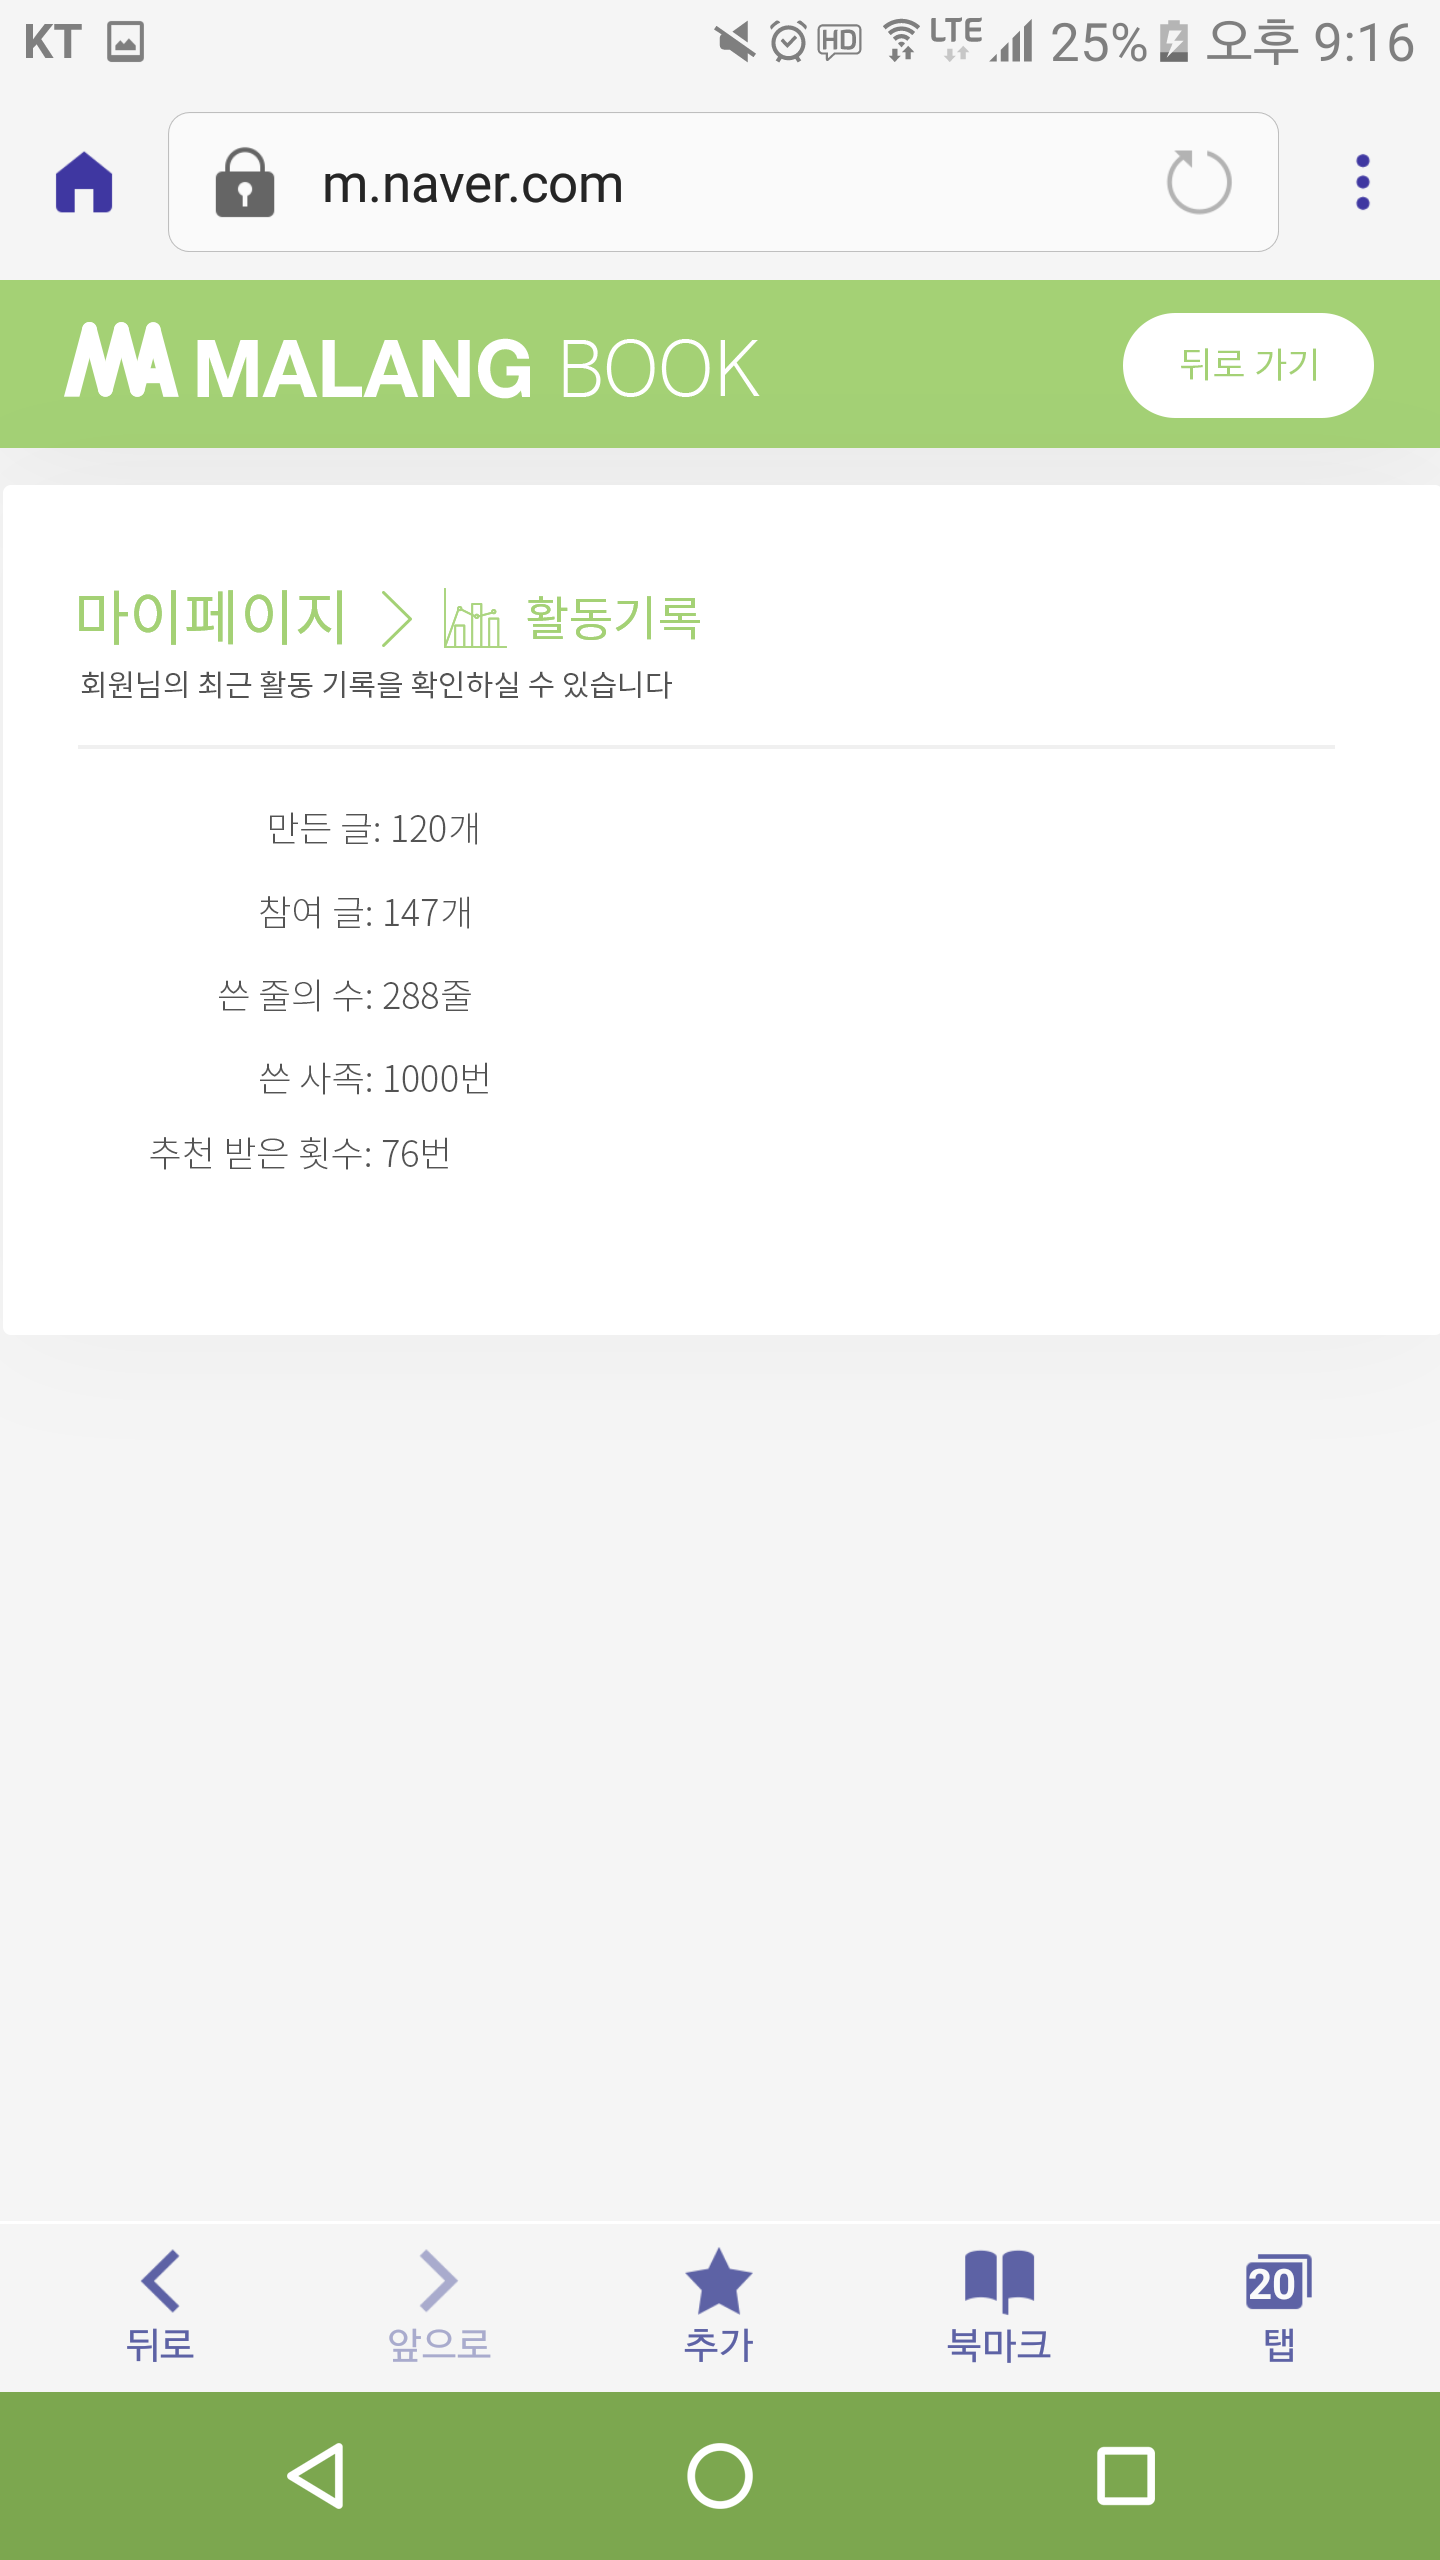 KT HD LTE 25% 오후 9:16
m.naver.com
MALANG BOOK 뒤로 가기
마이페이지 활동기록
회원님의 최근 활동 기록을 확인하실 수 있습니다
만든 글: 120개
참여 글: 147개
쓴 줄의 수: 288줄
쓴 사족: 1000번
추천 받은 횟수: 76번
20
뒤로 앞으로 추가 북마크 탭